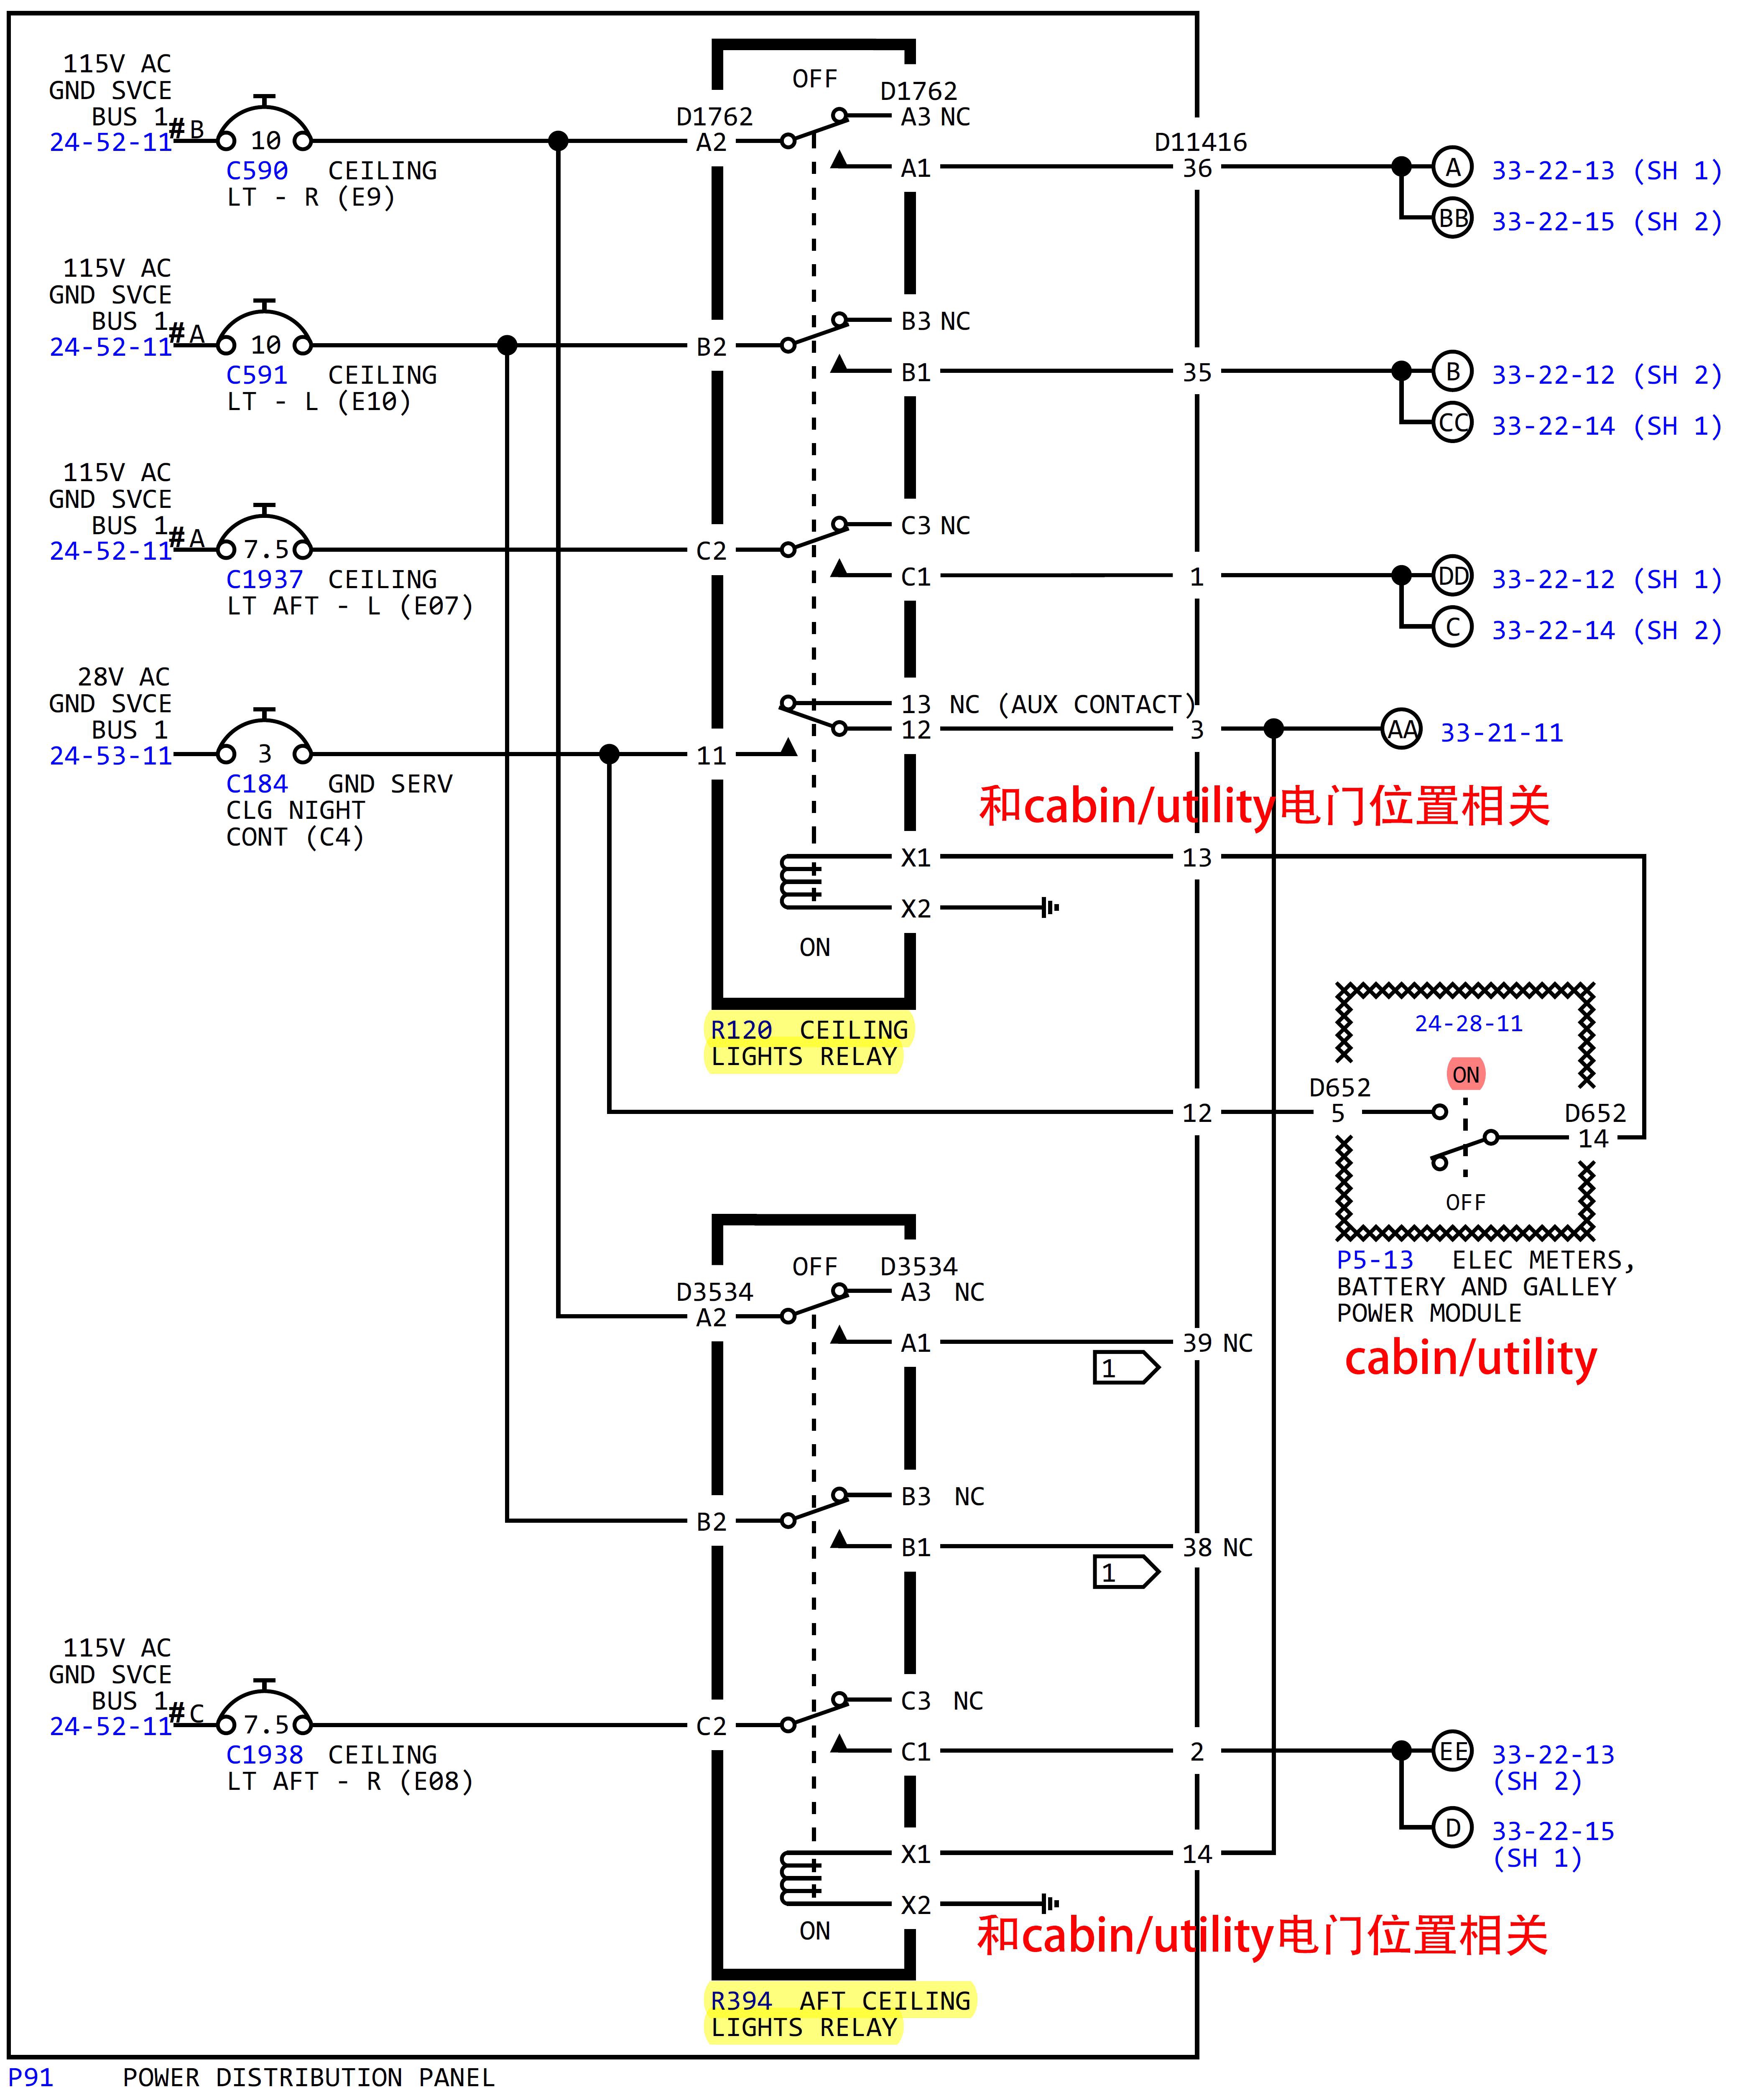 115V AC
GND SVCE
BUS 1
24-52-11
# B
10
C590 CEILING
LT - R (E9)
115V AC
GND SVCE
BUS 1
24-52-11
# A
10
C591 CEILING
LT - L (E10)
115V AC
GND SVCE
BUS 1
24-52-11
# A
7.5
C1937 CEILING
LT AFT - L (E07)
28V AC
GND SVCE
BUS 1
24-53-11
3
C184 GND SERV
CLG NIGHT
CONT (C4)
OFF
D1762
A2
D1762
A3 NC
A1
B2
B3 NC
B1
C2
C3 NC
C1
13 NC (AUX CONTACT)
12
11
X1
X2
ON
R120 CEILING
LIGHTS RELAY
D11416
36
A 33-22-13 (SH 1)
BB 33-22-15 (SH 2)
35
B 33-22-12 (SH 2)
CC 33-22-14 (SH 1)
1
DD 33-22-12 (SH 1)
C 33-22-14 (SH 2)
3
AA 33-21-11
和cabin/utility电门位置相关
13
12
24-28-11
ON
D652
5
D652
14
OFF
P5-13 ELEC METERS,
BATTERY AND GALLEY
POWER MODULE
cabin/utility
OFF
D3534
A2
D3534
A3 NC
A1
39 NC
1
B2
B3 NC
B1
38 NC
1
115V AC
GND SVCE
BUS 1
24-52-11
# C
7.5
C1938 CEILING
LT AFT - R (E08)
C2
C3 NC
C1
2
EE 33-22-13
(SH 2)
D 33-22-15
(SH 1)
X1
14
X2
ON
和cabin/utility电门位置相关
R394 AFT CEILING
LIGHTS RELAY
P91 POWER DISTRIBUTION PANEL